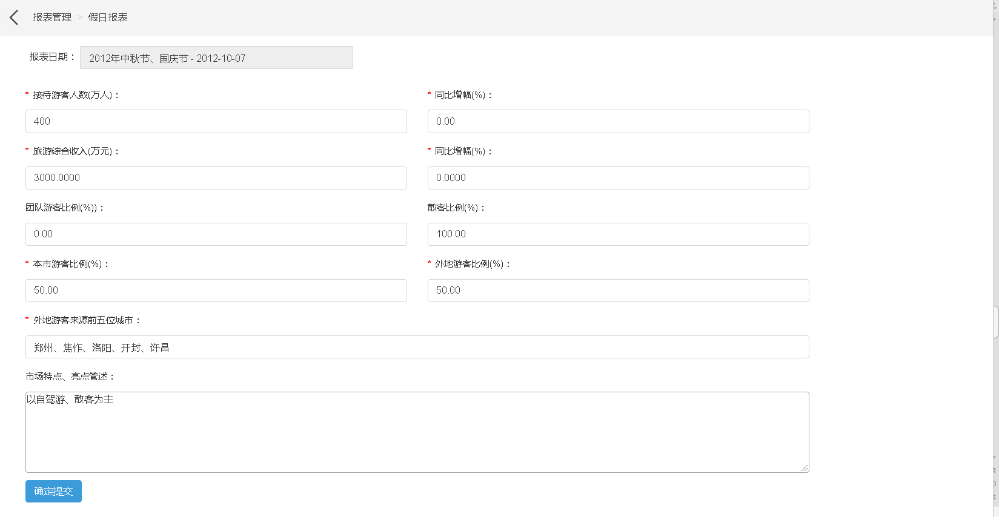 报表管理 > 假日报表
报表日期： 2012年中秋节、国庆节 - 2012-10-07
* 接待游客人数(万人)： * 同比增幅(%)：
400 0.00
* 旅游综合收入(万元)： * 同比增幅(%)：
3000.0000 0.0000
团队游客比例(%))： 散客比例(%)：
0.00 100.00
* 本市游客比例(%)： * 外地游客比例(%)：
50.00 50.00
* 外地游客来源前五位城市：
郑州、焦作、洛阳、开封、许昌
市场特点、亮点管述：
以自驾游、散客为主
确定提交